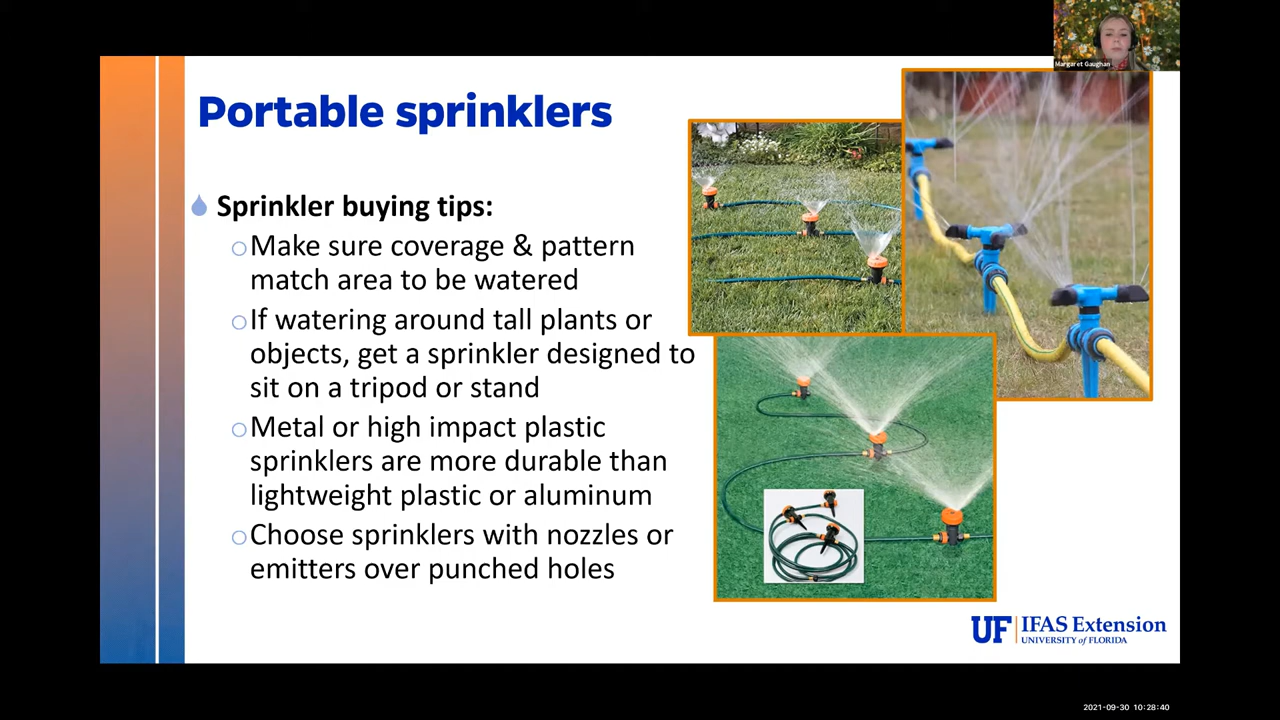 Margaret Gaughan
Portable sprinklers
Sprinkler buying tips:
Make sure coverage & pattern
match area to be watered
If watering around tall plants or
objects, get a sprinkler designed to
sit on a tripod or stand
Metal or high impact plastic
sprinklers are more durable than
lightweight plastic or aluminum
Choose sprinklers with nozzles or
emitters over punched holes
UF IFAS Extension
UNIVERSITY of FLORIDA
2021-09-30 10:28:40